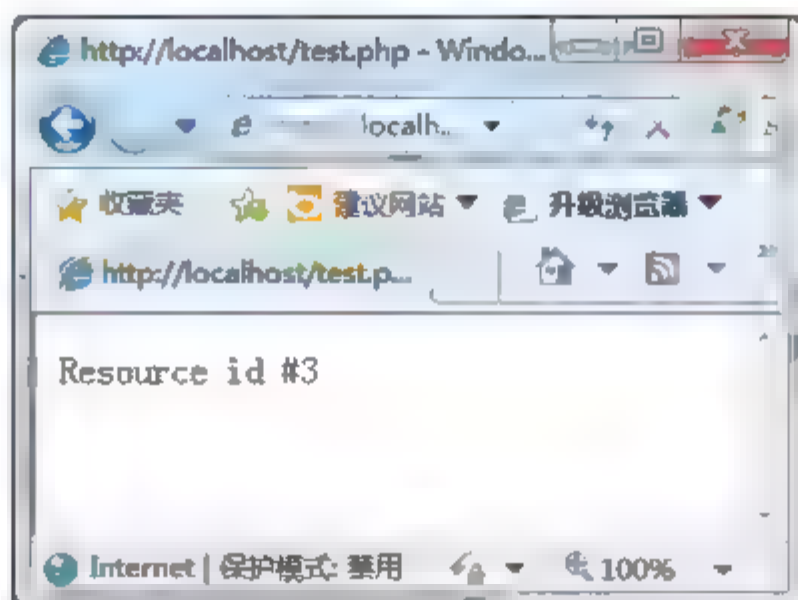 http://localhost/test.php - Windo...
localh..
收藏夹 建议网站 升级浏览器
http://localhost/test.p...
Resource id #3
Internet | 保护模式: 禁用 100%